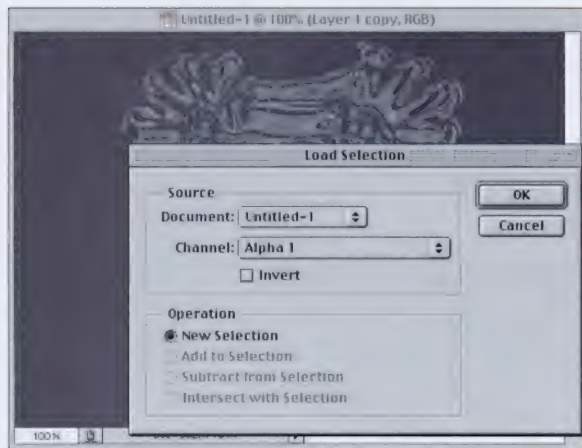 Untitled-1 @ 100% (Layer 1 copy, RGB)
Load Selection
Source
Document: Untitled-1
Channel: Alpha 1
Invert
OK
Cancel
Operation
New Selection
Add to Selection
Subtract from Selection
Intersect with Selection
100%